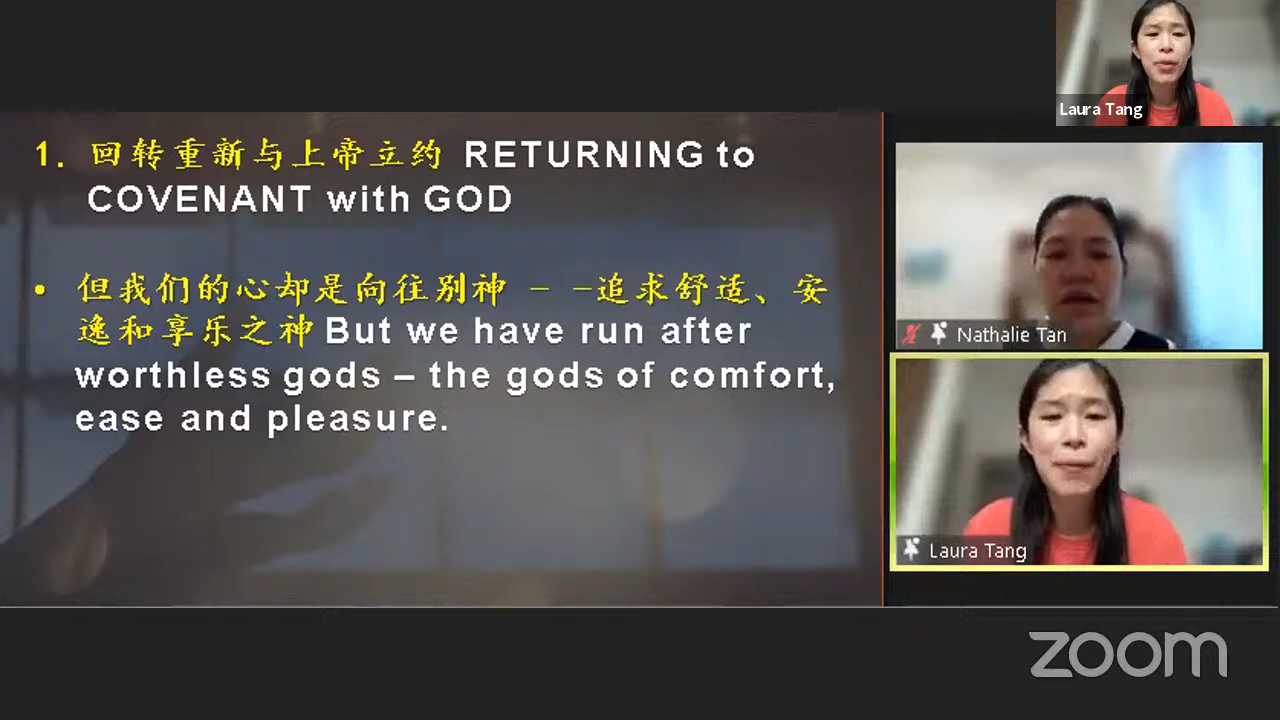 Laura Tang
1. 回转重新与上帝立约 RETURNING to
COVENANT with GOD
• 但我们的心却是向往别神 – –追求舒适、安
逸和享乐之神 But we have run after
worthless gods – the gods of comfort,
ease and pleasure.
Nathalie Tan
Laura Tang
zoom